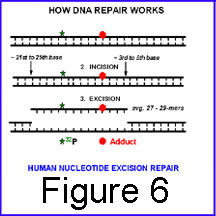 HOW DNA REPAIR WORKS
~ 21st to 25th base
~ 3rd to 5th base
2. INCISION
3. EXCISION
avg. 27 - 29-mers
32P
Adduct
HUMAN NUCLEOTIDE EXCISION REPAIR
Figure 6